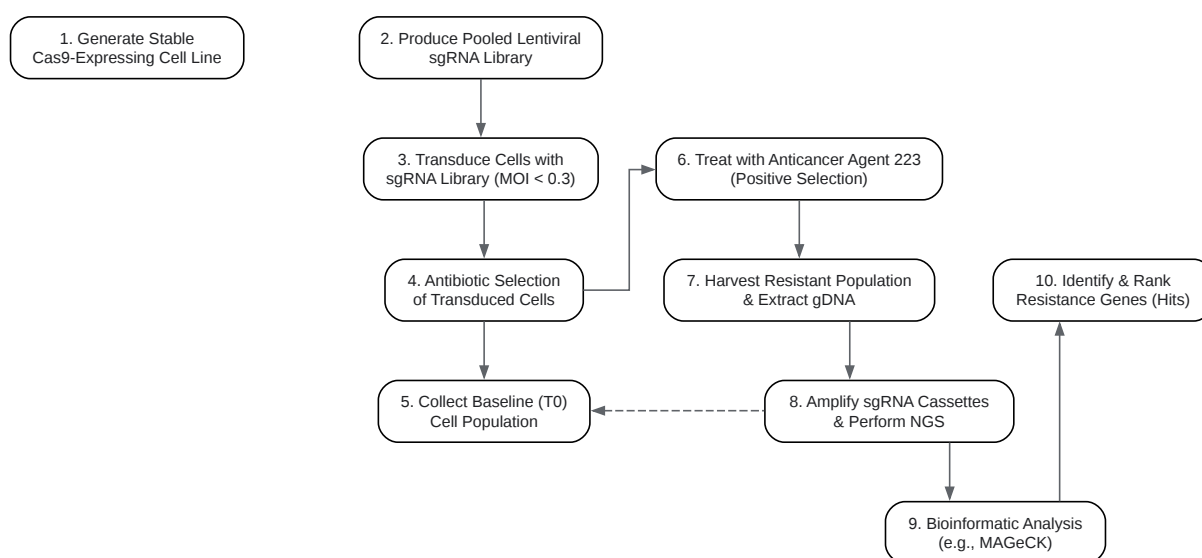 1. Generate Stable
Cas9-Expressing Cell Line
2. Produce Pooled Lentiviral
sgRNA Library
3. Transduce Cells with
sgRNA Library (MOI < 0.3)
6. Treat with Anticancer Agent 223
(Positive Selection)
4. Antibiotic Selection
of Transduced Cells
7. Harvest Resistant Population
& Extract gDNA
10. Identify & Rank
Resistance Genes (Hits)
5. Collect Baseline (T0)
Cell Population
8. Amplify sgRNA Cassettes
& Perform NGS
9. Bioinformatic Analysis
(e.g., MAGeCK)